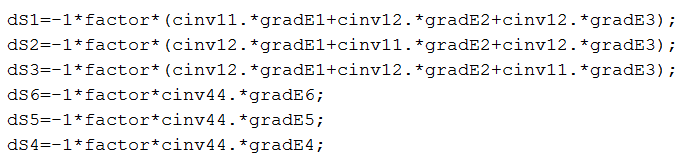 dS1=-1*factor*(cinv11.*gradE1+cinv12.*gradE2+cinv12.*gradE3);
dS2=-1*factor*(cinv12.*gradE1+cinv11.*gradE2+cinv12.*gradE3);
dS3=-1*factor*(cinv12.*gradE1+cinv12.*gradE2+cinv11.*gradE3);
dS6=-1*factor*cinv44.*gradE6;
dS5=-1*factor*cinv44.*gradE5;
dS4=-1*factor*cinv44.*gradE4;